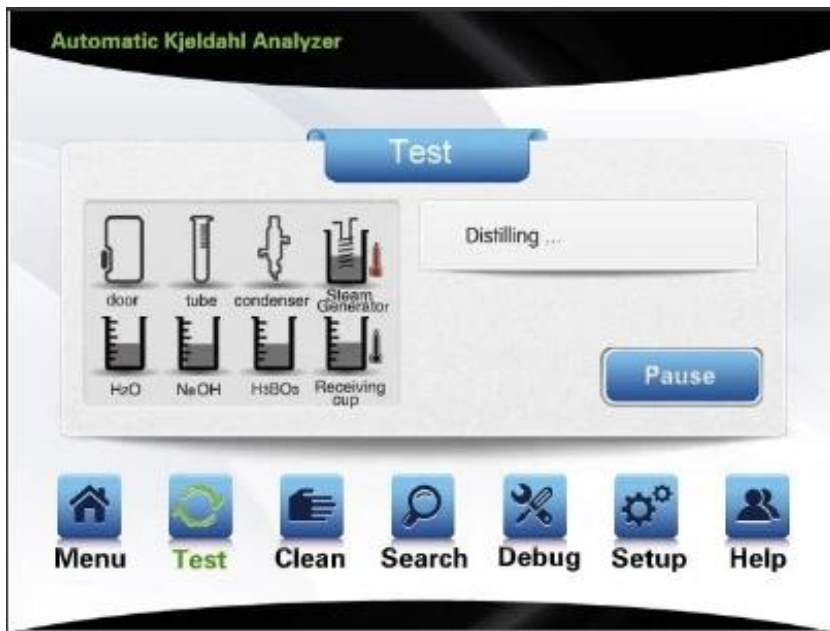 Automatic Kjeldahl Analyzer
Test
Distilling ...
door tube condenser Steam Generator
H2O NaOH H3BO3 Receiving cup
Pause
Menu Test Clean Search Debug Setup Help